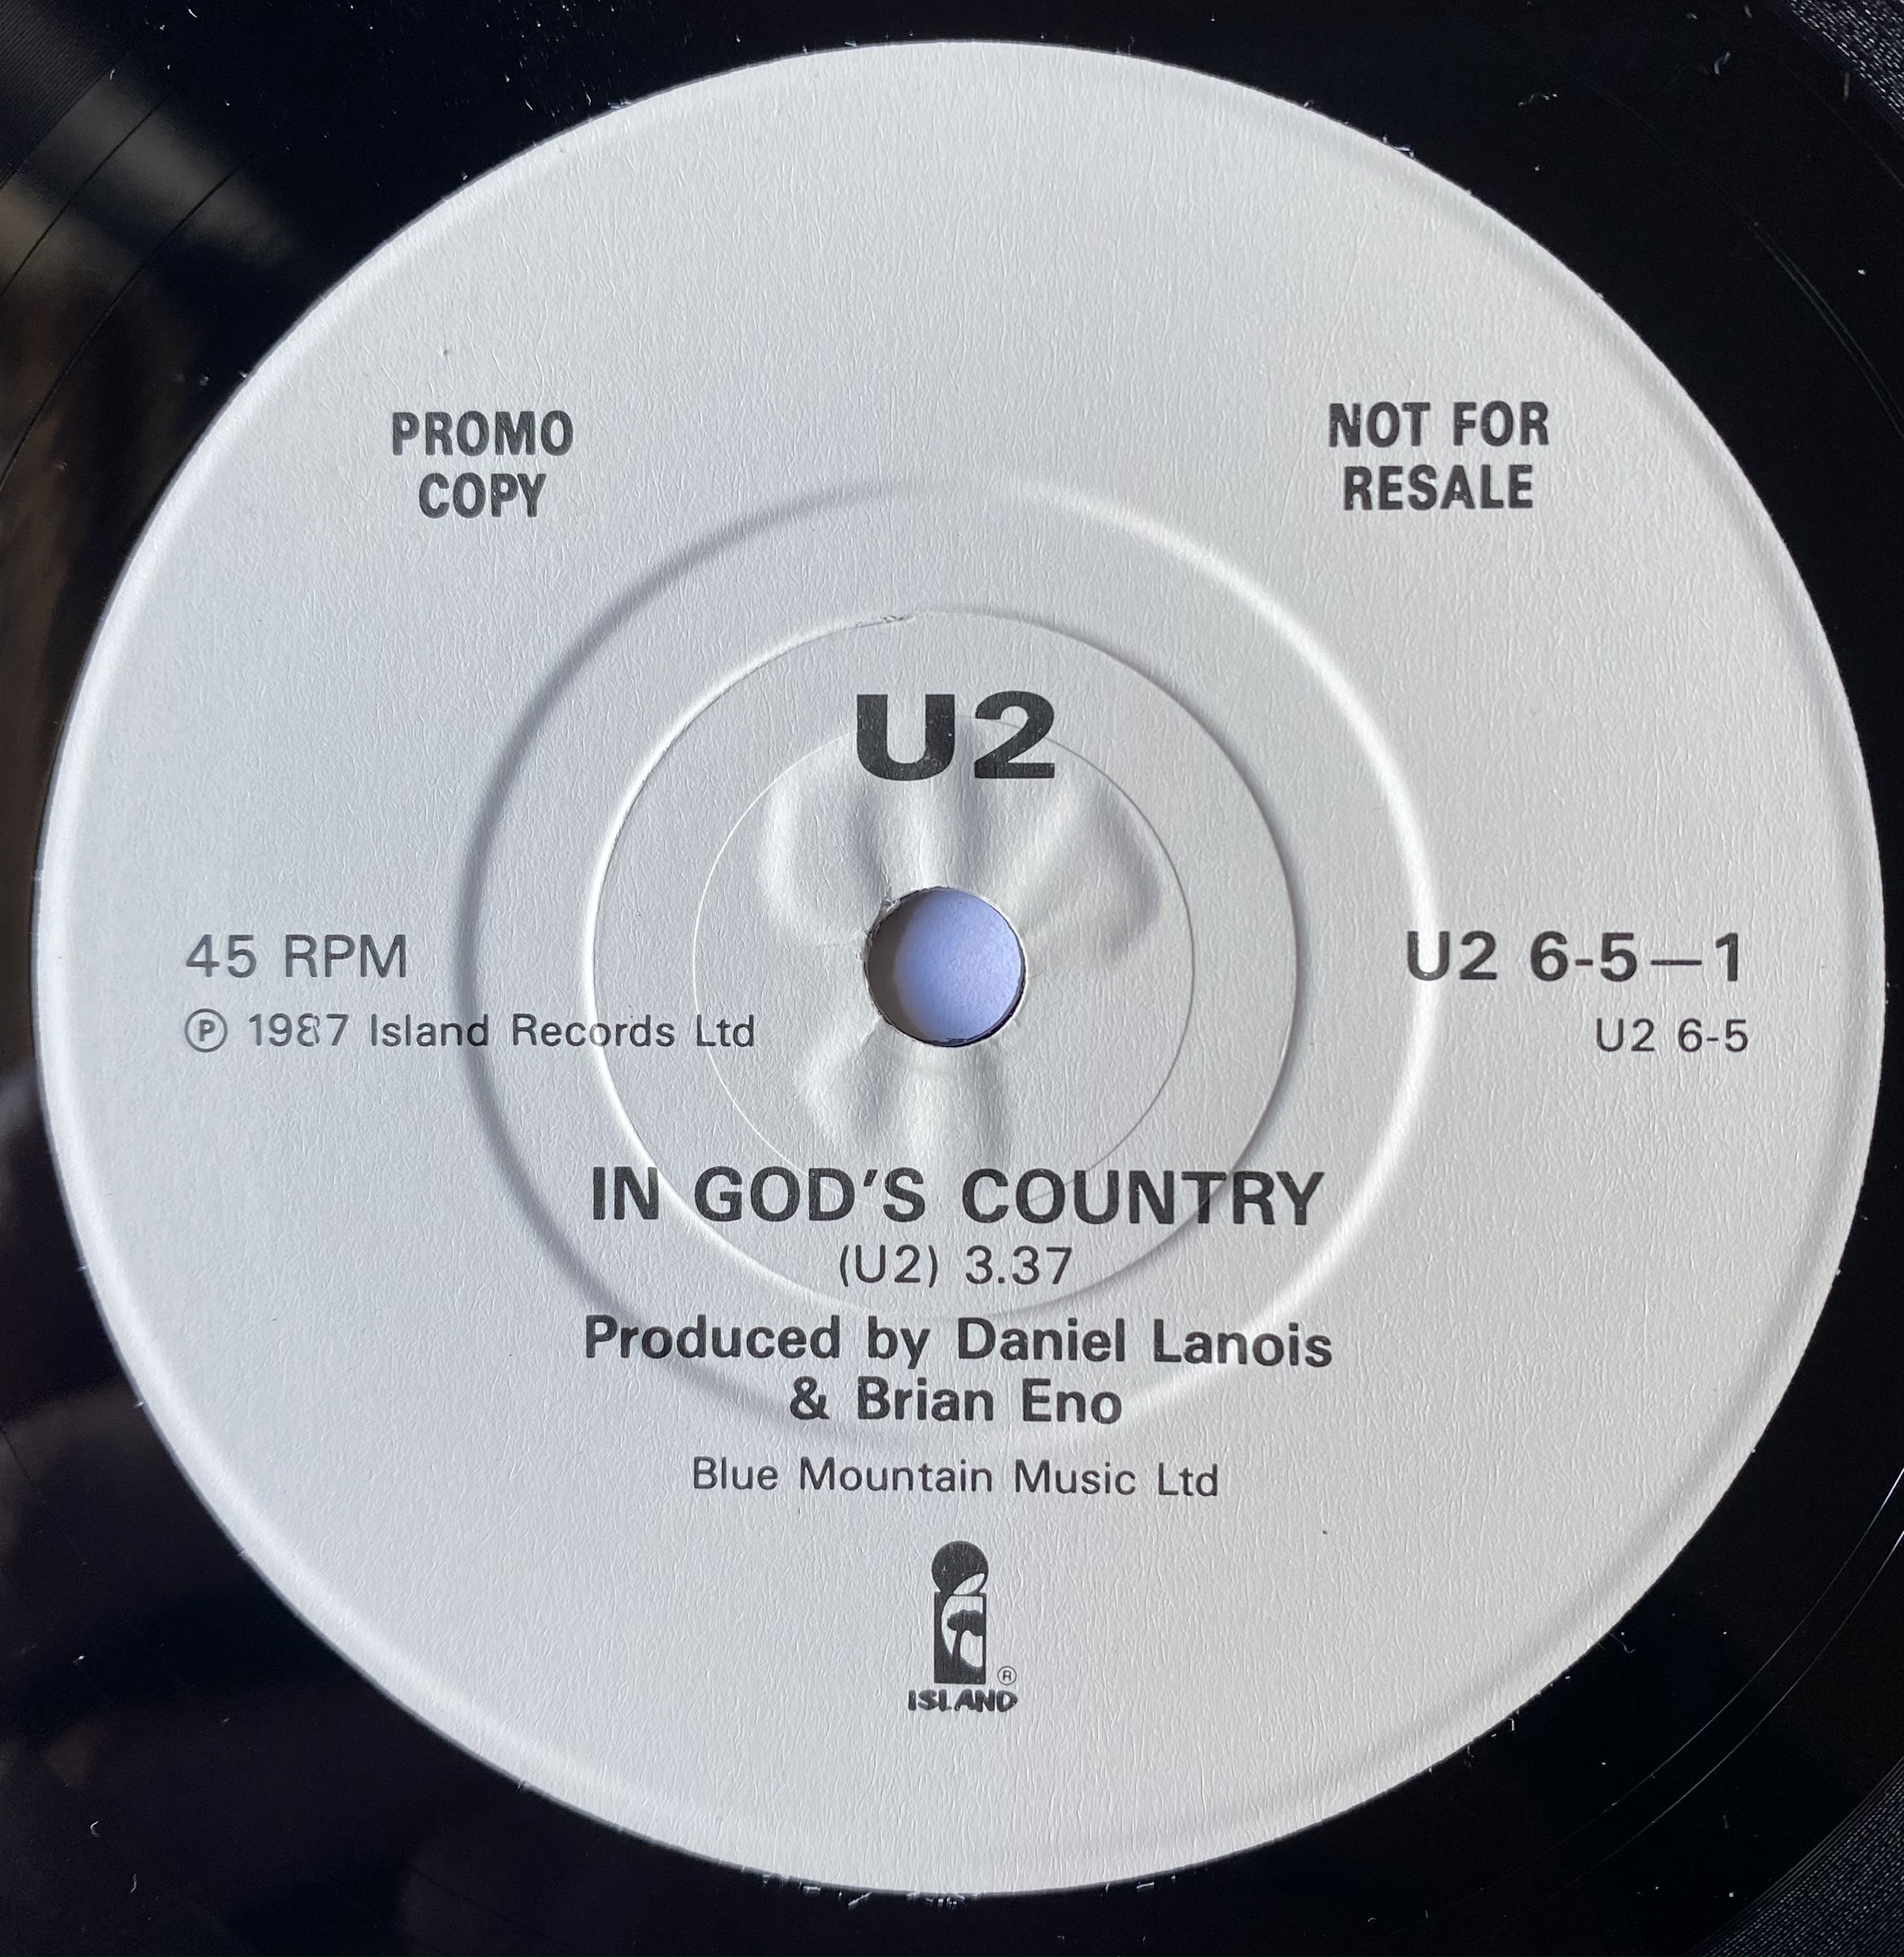 PROMO
COPY
NOT FOR
RESALE
U2
45 RPM
℗ 1987 Island Records Ltd
U2 6-5—1
U2 6-5
IN GOD'S COUNTRY
(U2) 3.37
Produced by Daniel Lanois
& Brian Eno
Blue Mountain Music Ltd
®
ISLAND